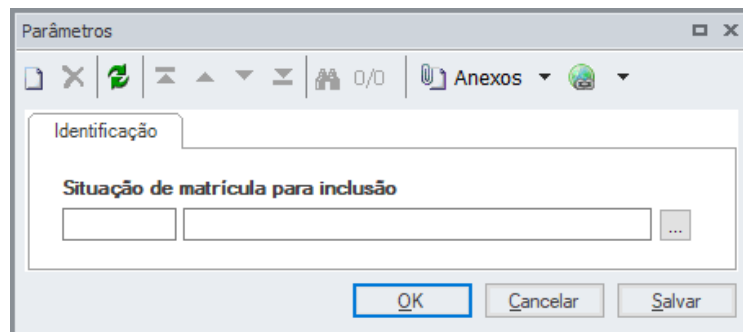 Parâmetros
0/0 Anexos
Identificação
Situação de matrícula para inclusão
...
OK Cancelar Salvar